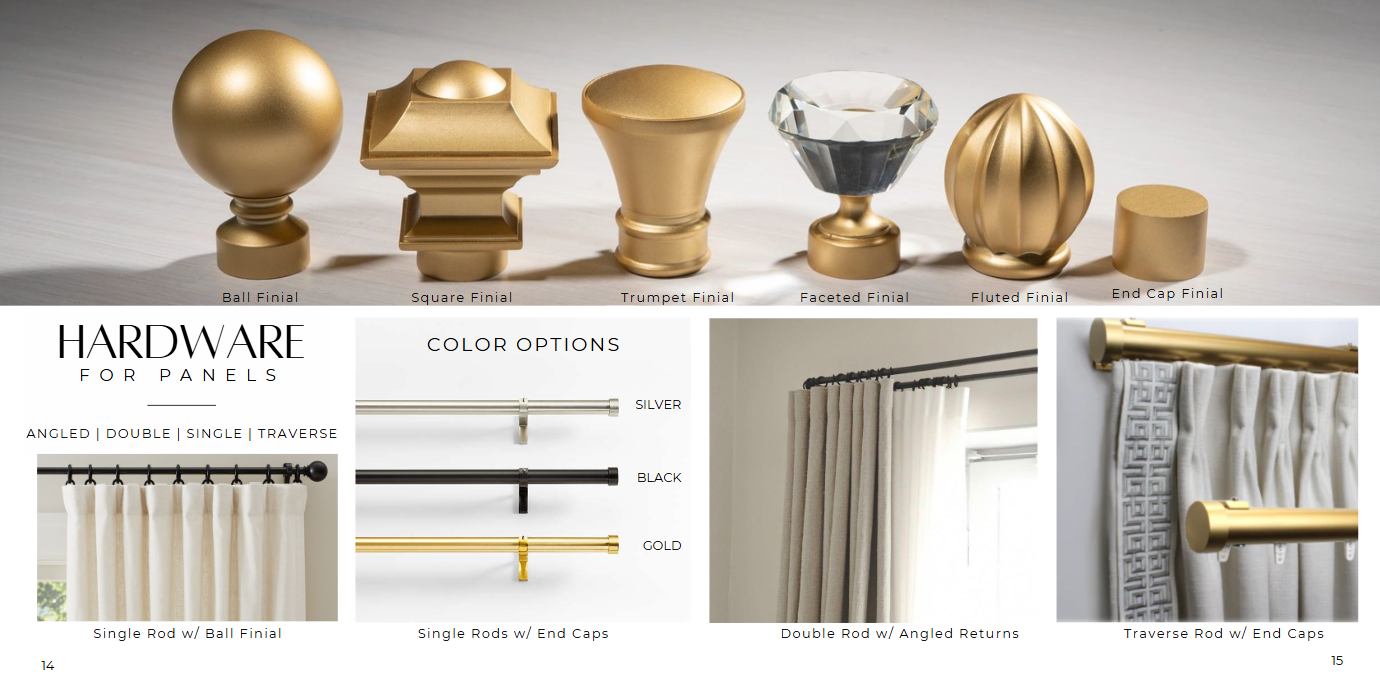 Ball Finial
Square Finial
Trumpet Finial
Faceted Finial
Fluted Finial
End Cap Finial
HARDWARE
FOR PANELS
ANGLED | DOUBLE | SINGLE | TRAVERSE
Single Rod w/ Ball Finial
COLOR OPTIONS
SILVER
BLACK
GOLD
Single Rods w/ End Caps
Double Rod w/ Angled Returns
Traverse Rod w/ End Caps
14
15